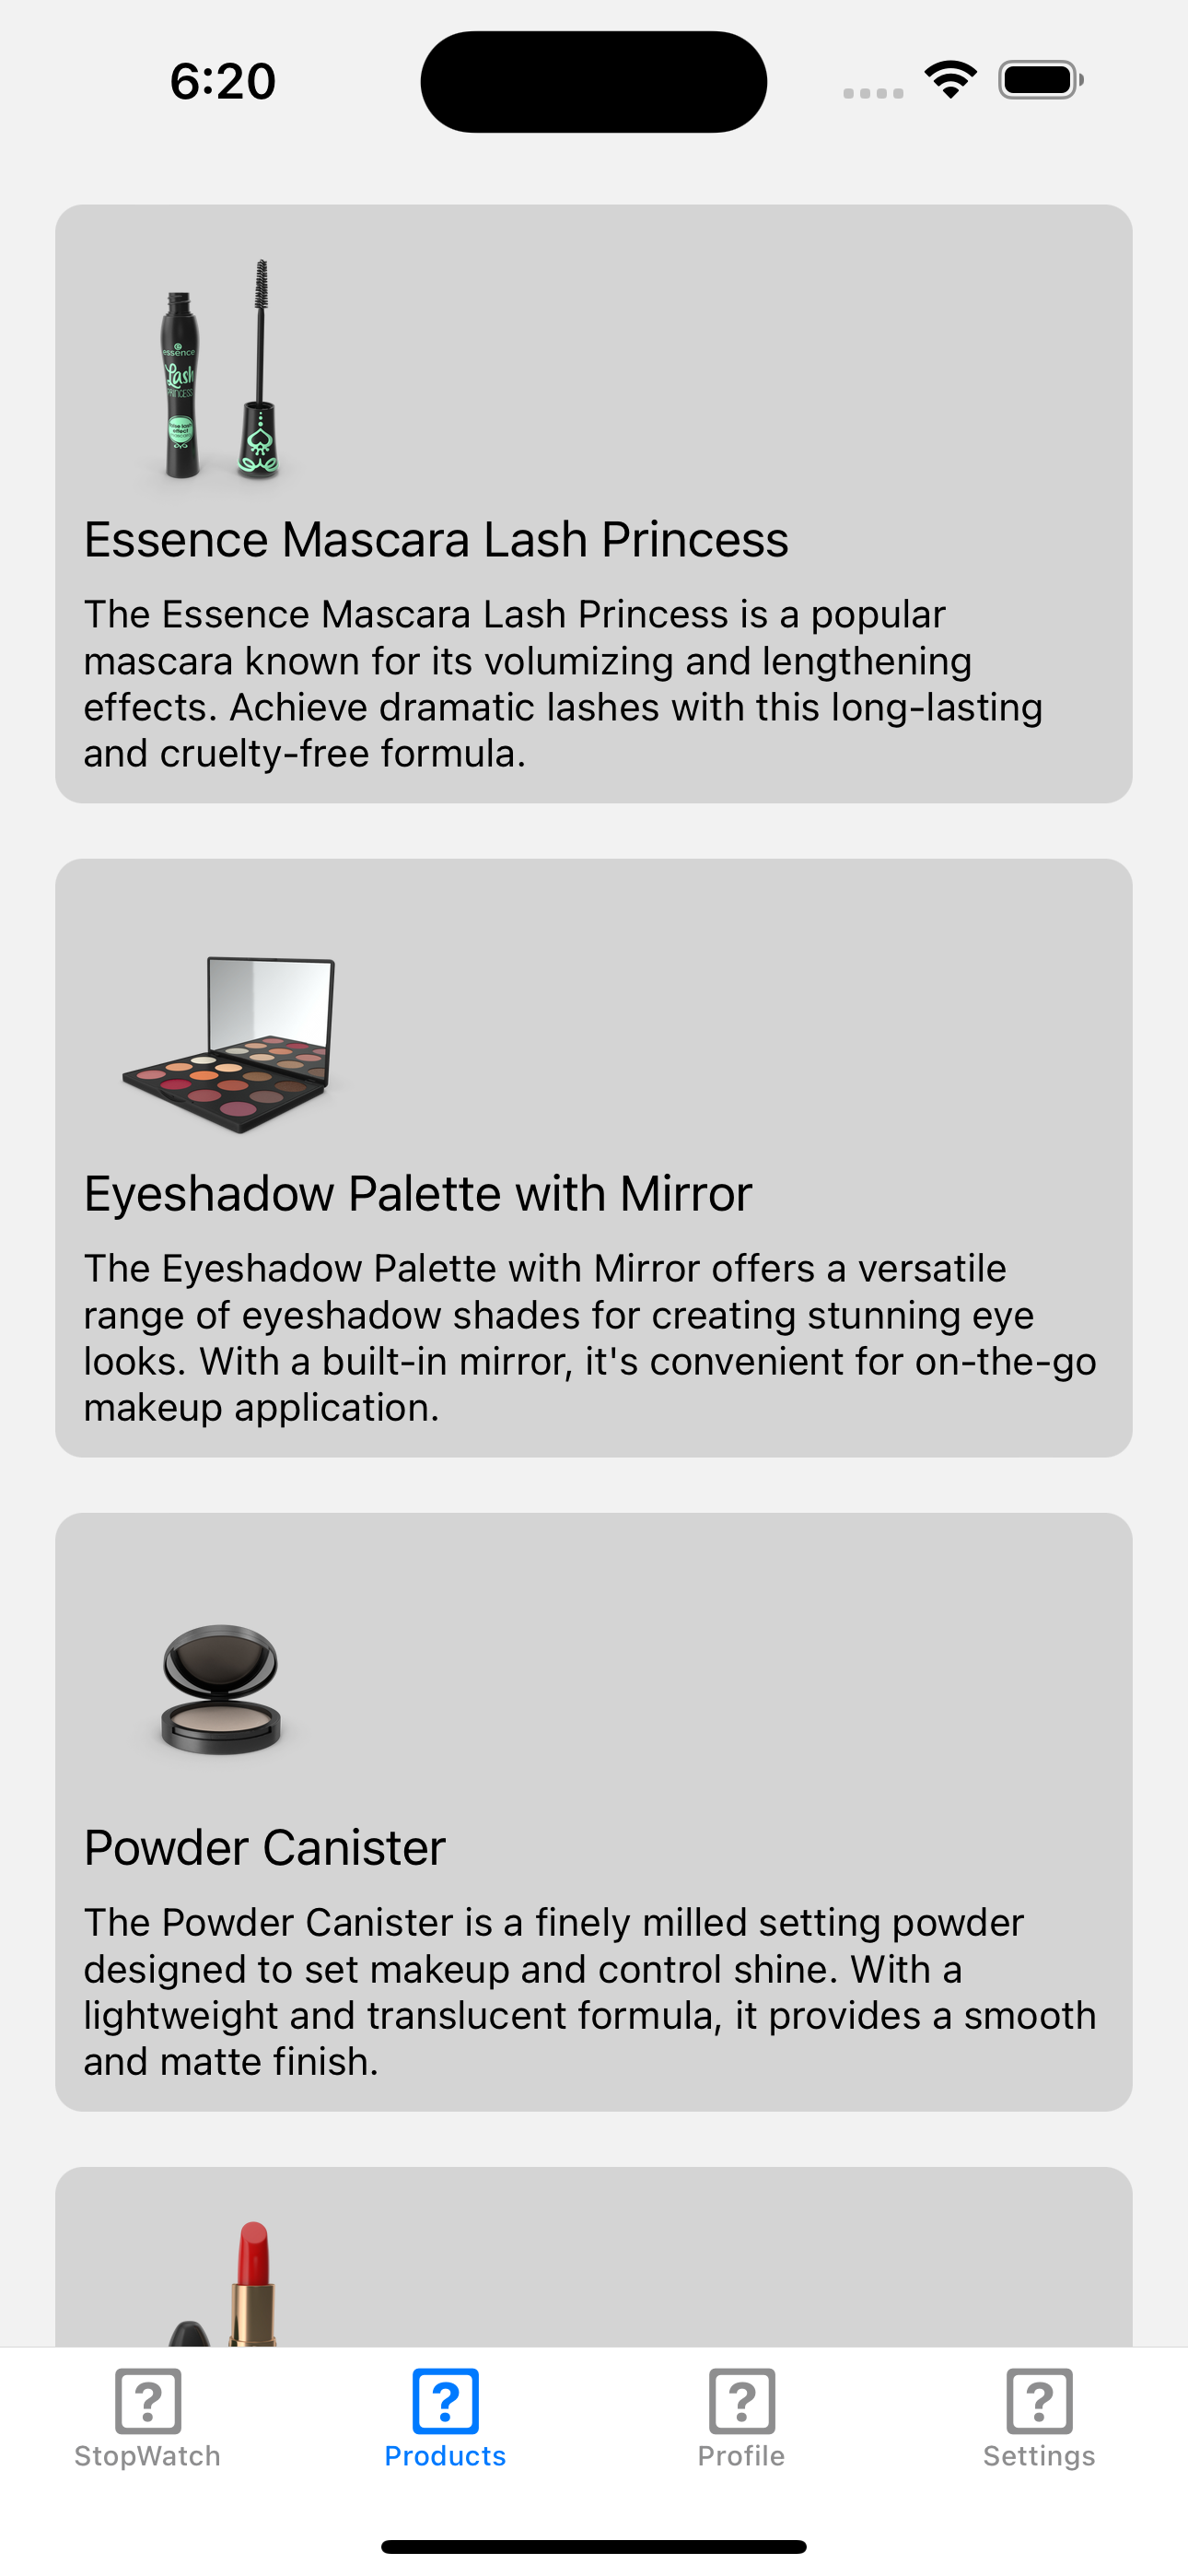 6:20
essence
Lash
PRINCESS
Essence Mascara Lash Princess
The Essence Mascara Lash Princess is a popular
mascara known for its volumizing and lengthening
effects. Achieve dramatic lashes with this long-lasting
and cruelty-free formula.
Eyeshadow Palette with Mirror
The Eyeshadow Palette with Mirror offers a versatile
range of eyeshadow shades for creating stunning eye
looks. With a built-in mirror, it's convenient for on-the-go
makeup application.
Powder Canister
The Powder Canister is a finely milled setting powder
designed to set makeup and control shine. With a
lightweight and translucent formula, it provides a smooth
and matte finish.
? ? ? ?
StopWatch Products Profile Settings